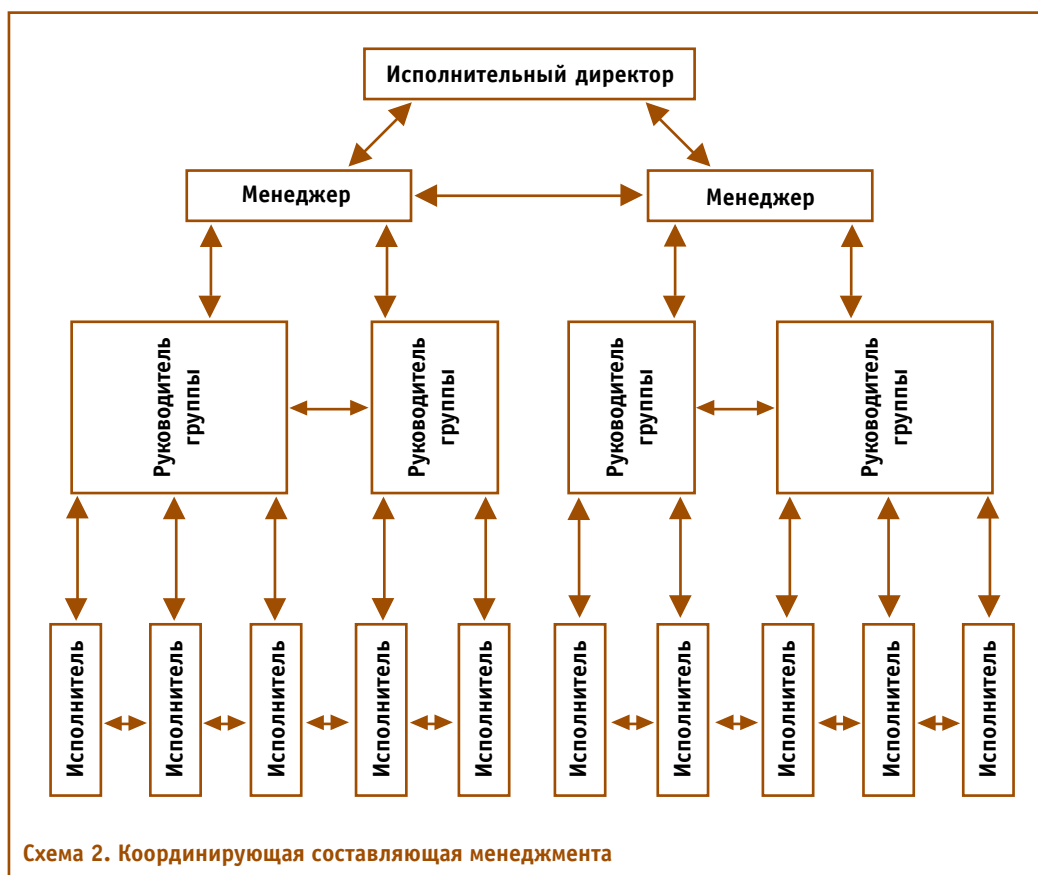 Исполнительный директор
Менеджер
Менеджер
Руководитель
группы
Руководитель
группы
Руководитель
группы
Руководитель
группы
Исполнитель
Исполнитель
Исполнитель
Исполнитель
Исполнитель
Исполнитель
Исполнитель
Исполнитель
Исполнитель
Исполнитель
Схема 2. Координирующая составляющая менеджмента